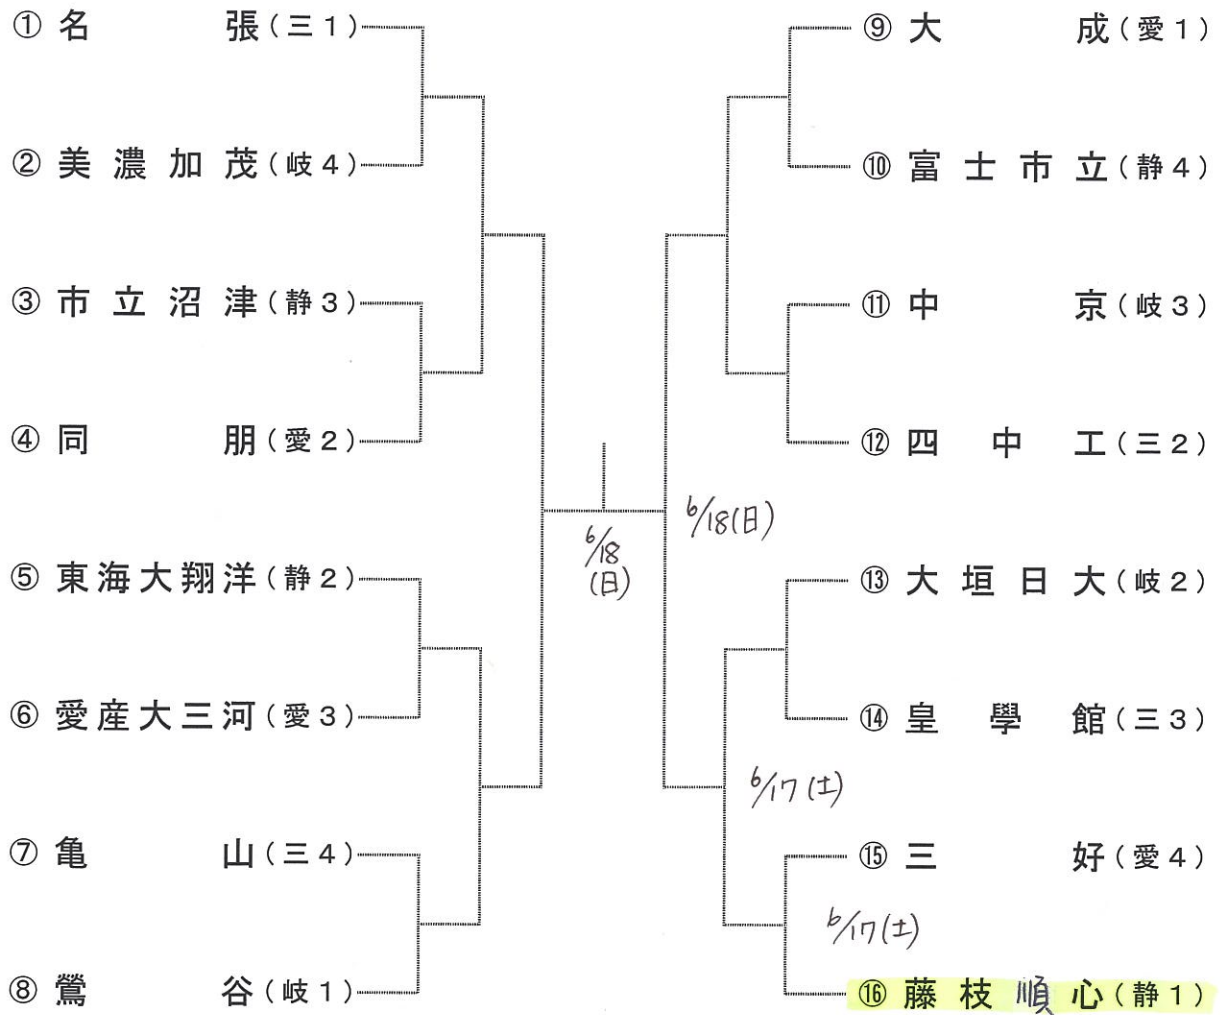 ① 名張(三1)
② 美濃加茂(岐4)
③ 市立沼津(静3)
④ 同朋(愛2)
⑤ 東海大翔洋(静2)
⑥ 愛産大三河(愛3)
⑦ 亀山(三4)
⑧ 鶯谷(岐1)
6/18
(日)
6/18(日)
6/17(土)
6/17(土)
⑨ 大成(愛1)
⑩ 富士市立(静4)
⑪ 中京(岐3)
⑫ 四中工(三2)
⑬ 大垣日大(岐2)
⑭ 皇學館(三3)
⑮ 三好(愛4)
⑯ 藤枝順心(静1)